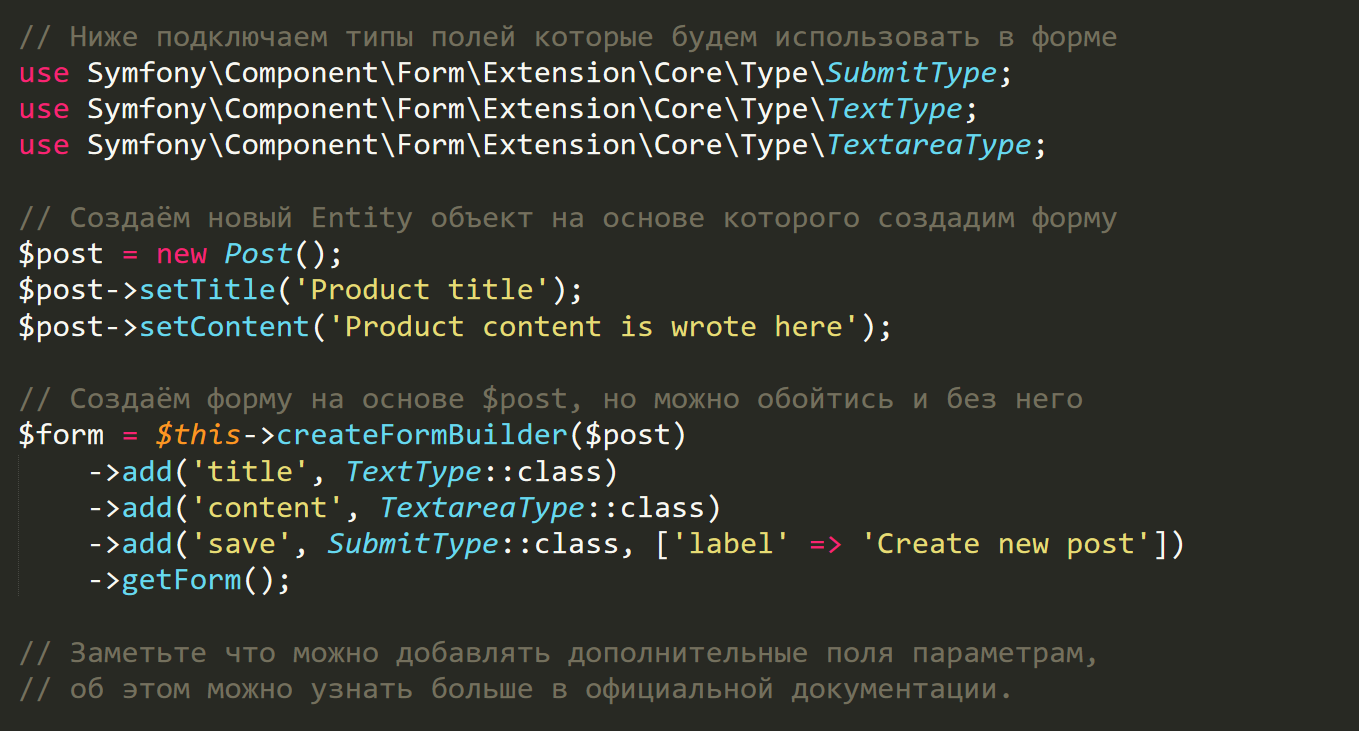 // Ниже подключаем типы полей которые будем использовать в форме
use Symfony\Component\Form\Extension\Core\Type\SubmitType;
use Symfony\Component\Form\Extension\Core\Type\TextType;
use Symfony\Component\Form\Extension\Core\Type\TextareaType;

// Создаём новый Entity объект на основе которого создадим форму
$post = new Post();
$post->setTitle('Product title');
$post->setContent('Product content is wrote here');

// Создаём форму на основе $post, но можно обойтись и без него
$form = $this->createFormBuilder($post)
    ->add('title', TextType::class)
    ->add('content', TextareaType::class)
    ->add('save', SubmitType::class, ['label' => 'Create new post'])
    ->getForm();

// Заметьте что можно добавлять дополнительные поля параметрам,
// об этом можно узнать больше в официальной документации.